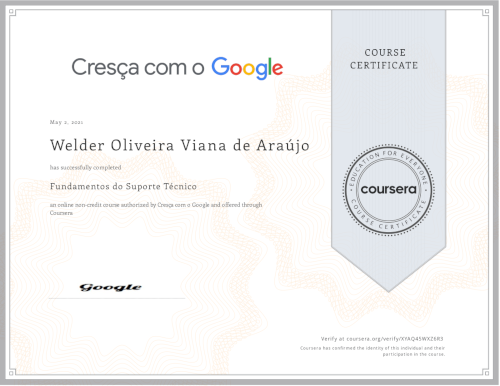 Cresça com o Google
COURSE
CERTIFICATE
May 2, 2021
Welder Oliveira Viana de Araújo
has successfully completed
Fundamentos do Suporte Técnico
an online non-credit course authorized by Cresça com o Google and offered through
Coursera
EDUCATION FOR EVERYONE
coursera
COURSE CERTIFICATE
Google
Verify at coursera.org/verify/XYAQ4SWXZ6R3
Coursera has confirmed the identity of this individual and their
participation in the course.